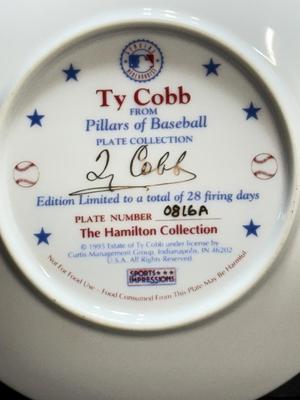 Ty Cobb
FROM
Pillars of Baseball
PLATE COLLECTION
Ty Cobb
Edition Limited to a total of 28 firing days
PLATE NUMBER 0816A
The Hamilton Collection
© 1995 Estate of Ty Cobb under license by
Curtis Management Group, Indianapolis, IN 46202
U.S.A. All Rights Reserved.
Not For Food Use – Food Consumed From This Plate May Be Harmful
SPORTS
IMPRESSIONS